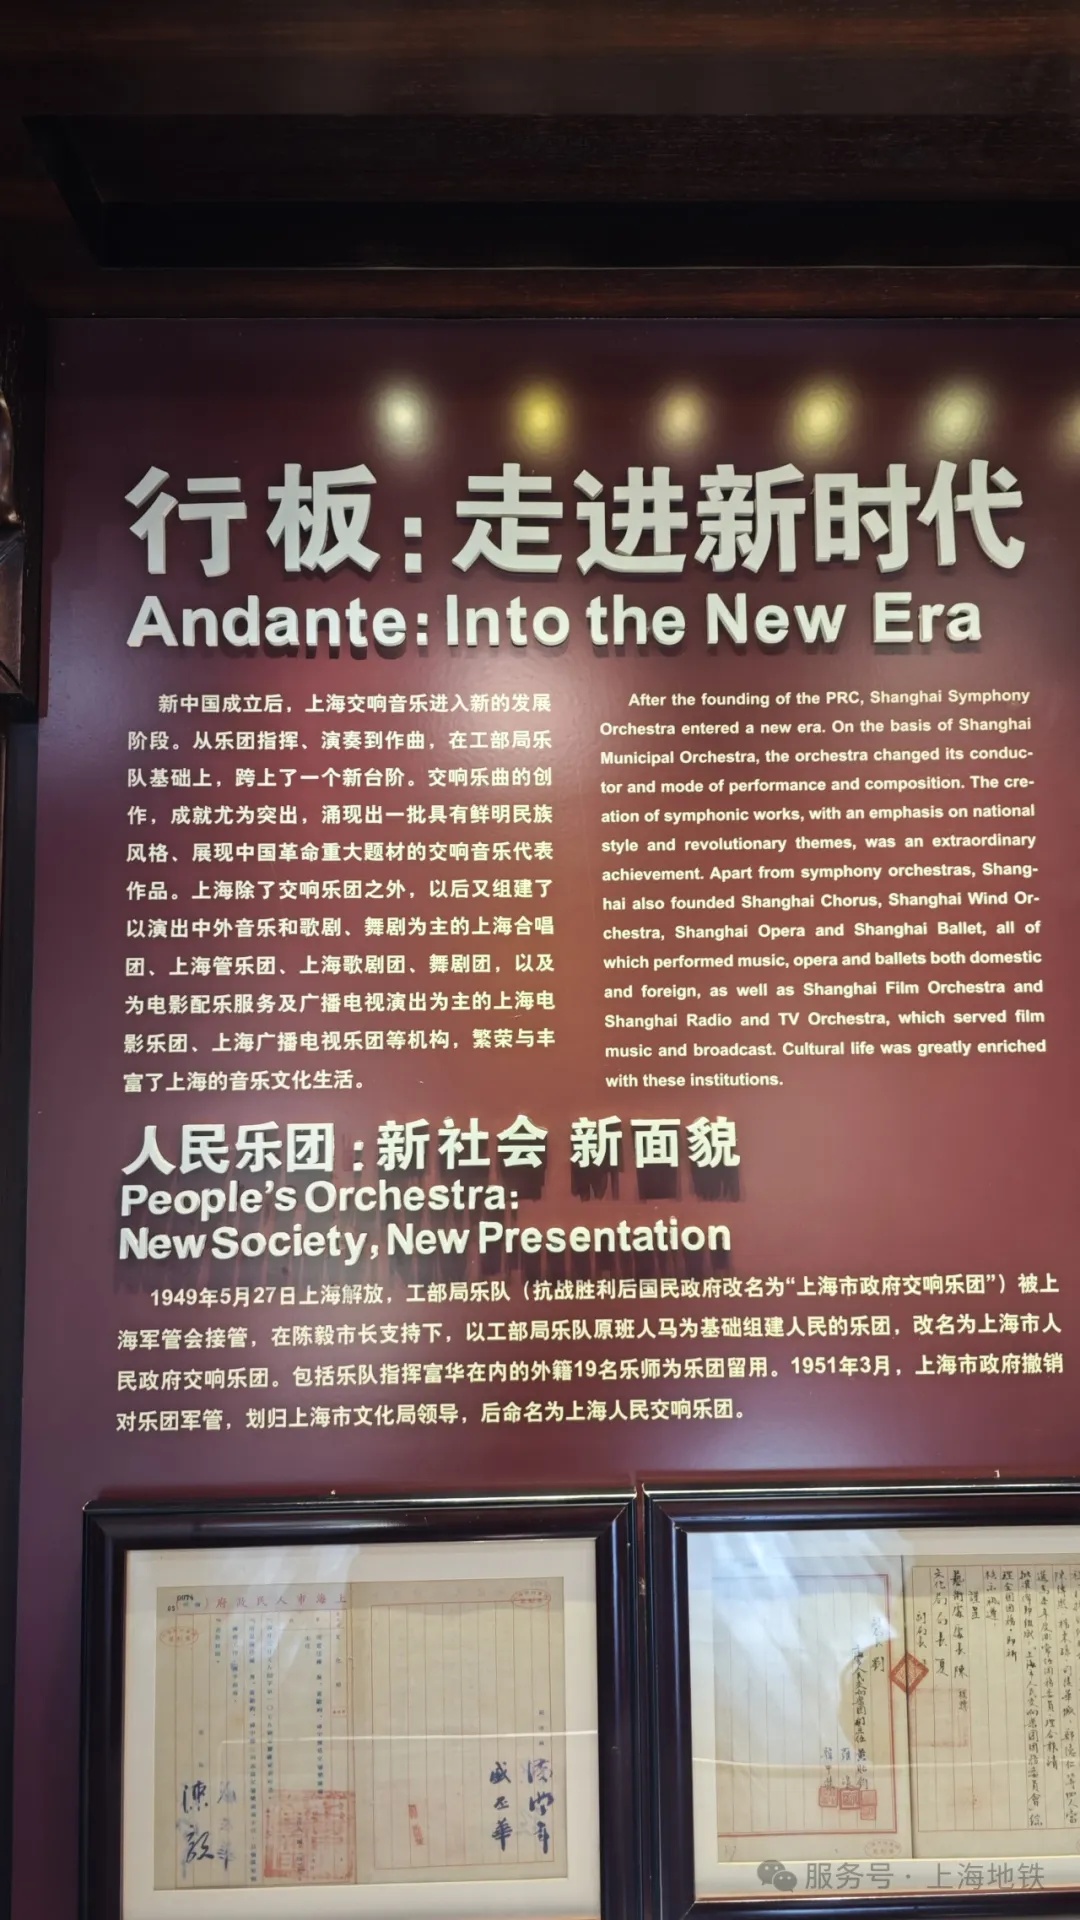 行板：走进新时代
Andante: Into the New Era
新中国成立后，上海交响音乐进入新的发展
阶段。从乐团指挥、演奏到作曲，在工部局乐
队基础上，跨上了一个新台阶。交响乐曲的创
作，成就尤为突出，涌现出一批具有鲜明民族
风格、展现中国革命重大题材的交响音乐代表
作品。上海除了交响乐团之外，以后又组建了
以演出中外音乐和歌剧、舞剧为主的上海合唱
团、上海管乐团、上海歌剧团、舞剧团，以及
为电影配乐服务及广播电视演出为主的上海电
影乐团、上海广播电视乐团等机构，繁荣与丰
富了上海的音乐文化生活。
After the founding of the PRC, Shanghai Symphony
Orchestra entered a new era. On the basis of Shanghai
Municipal Orchestra, the orchestra changed its conduc-
tor and mode of performance and composition. The cre-
ation of symphonic works, with an emphasis on national
style and revolutionary themes, was an extraordinary
achievement. Apart from symphony orchestras, Shang-
hai also founded Shanghai Chorus, Shanghai Wind Or-
chestra, Shanghai Opera and Shanghai Ballet, all of
which performed music, opera and ballets both domestic
and foreign, as well as Shanghai Film Orchestra and
Shanghai Radio and TV Orchestra, which served film
music and broadcast. Cultural life was greatly enriched
with these institutions.
人民乐团：新社会 新面貌
People's Orchestra:
New Society, New Presentation
1949年5月27日上海解放，工部局乐队（抗战胜利后国民政府改名为“上海市政府交响乐团”）被上
海军管会接管，在陈毅市长支持下，以工部局乐队原班人马为基础组建人民的乐团，改名为上海市人
民政府交响乐团。包括乐队指挥富华在内的外籍19名乐师为乐团留用。1951年3月，上海市政府撤销
对乐团军管，划归上海市文化局领导，后命名为上海人民交响乐团。
府政民人市海上
陳毅
盛丕華
服务号 · 上海地铁